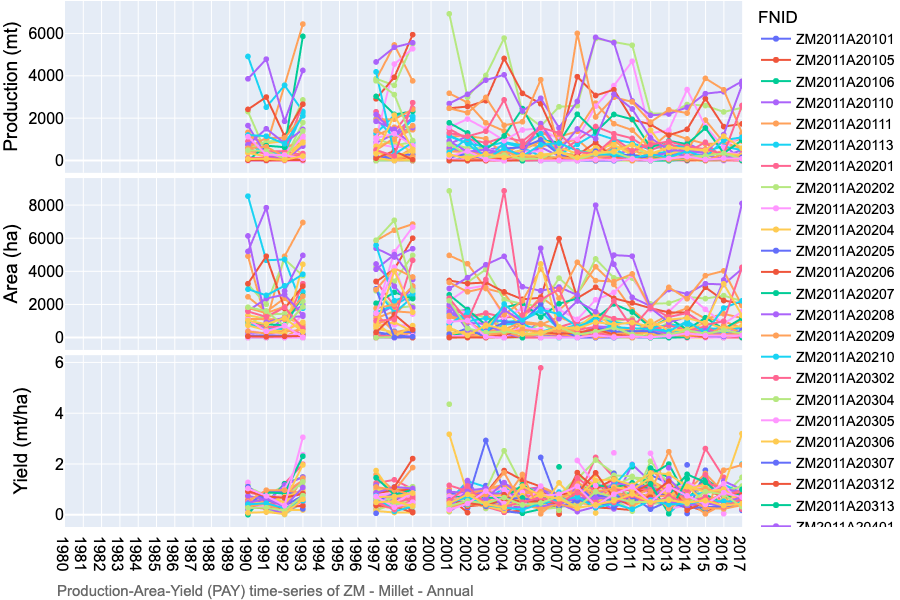 FNID
Production (mt)
6000
4000
2000
0
Area (ha)
8000
6000
4000
2000
0
Yield (mt/ha)
6
4
2
0
1980
1981
1982
1983
1984
1985
1986
1987
1988
1989
1990
1991
1992
1993
1994
1995
1996
1997
1998
1999
2000
2001
2002
2003
2004
2005
2006
2007
2008
2009
2010
2011
2012
2013
2014
2015
2016
2017
ZM2011A20101
ZM2011A20105
ZM2011A20106
ZM2011A20110
ZM2011A20111
ZM2011A20113
ZM2011A20201
ZM2011A20202
ZM2011A20203
ZM2011A20204
ZM2011A20205
ZM2011A20206
ZM2011A20207
ZM2011A20208
ZM2011A20209
ZM2011A20210
ZM2011A20302
ZM2011A20304
ZM2011A20305
ZM2011A20306
ZM2011A20307
ZM2011A20312
ZM2011A20313
ZM2011A20401
Production-Area-Yield (PAY) time-series of ZM - Millet - Annual